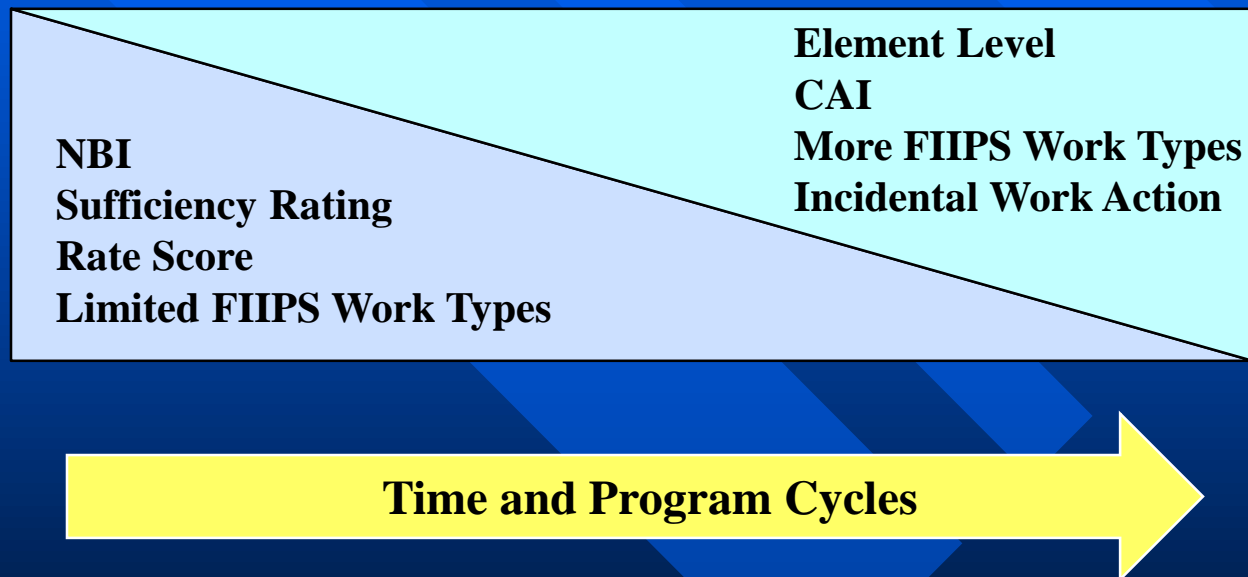 Element Level
CAI
More FIIPS Work Types
Incidental Work Action
NBI
Sufficiency Rating
Rate Score
Limited FIIPS Work Types
Time and Program Cycles